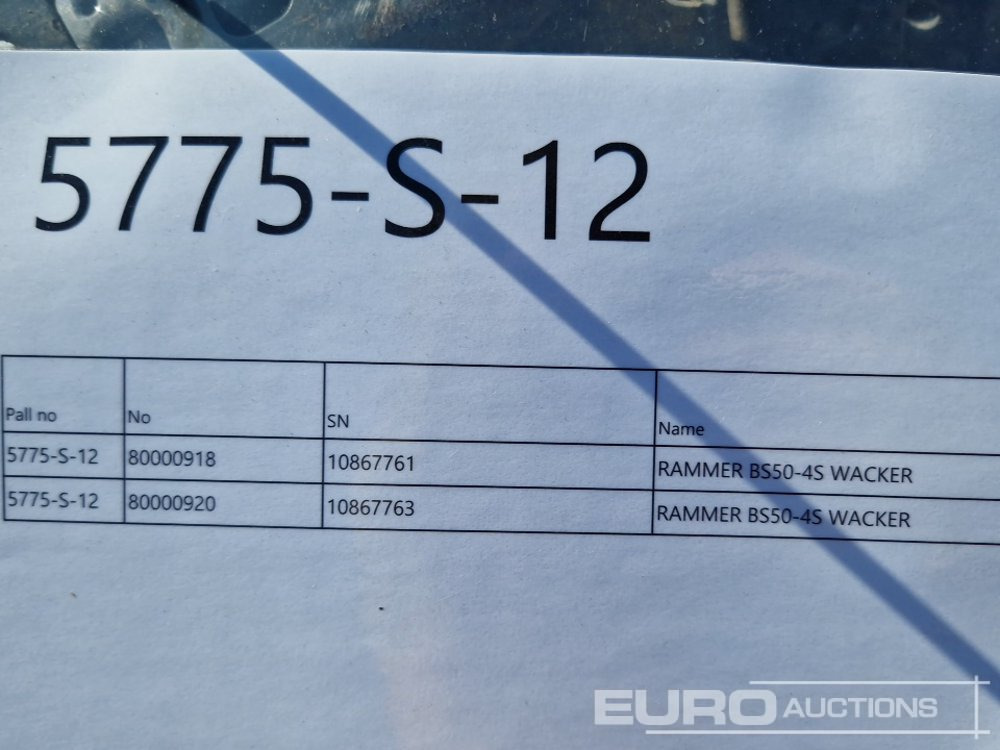 5775-S-12
Pall no No SN Name
5775-S-12 80000918 10867761 RAMMER BS50-4S WACKER
5775-S-12 80000920 10867763 RAMMER BS50-4S WACKER
EURO AUCTIONS